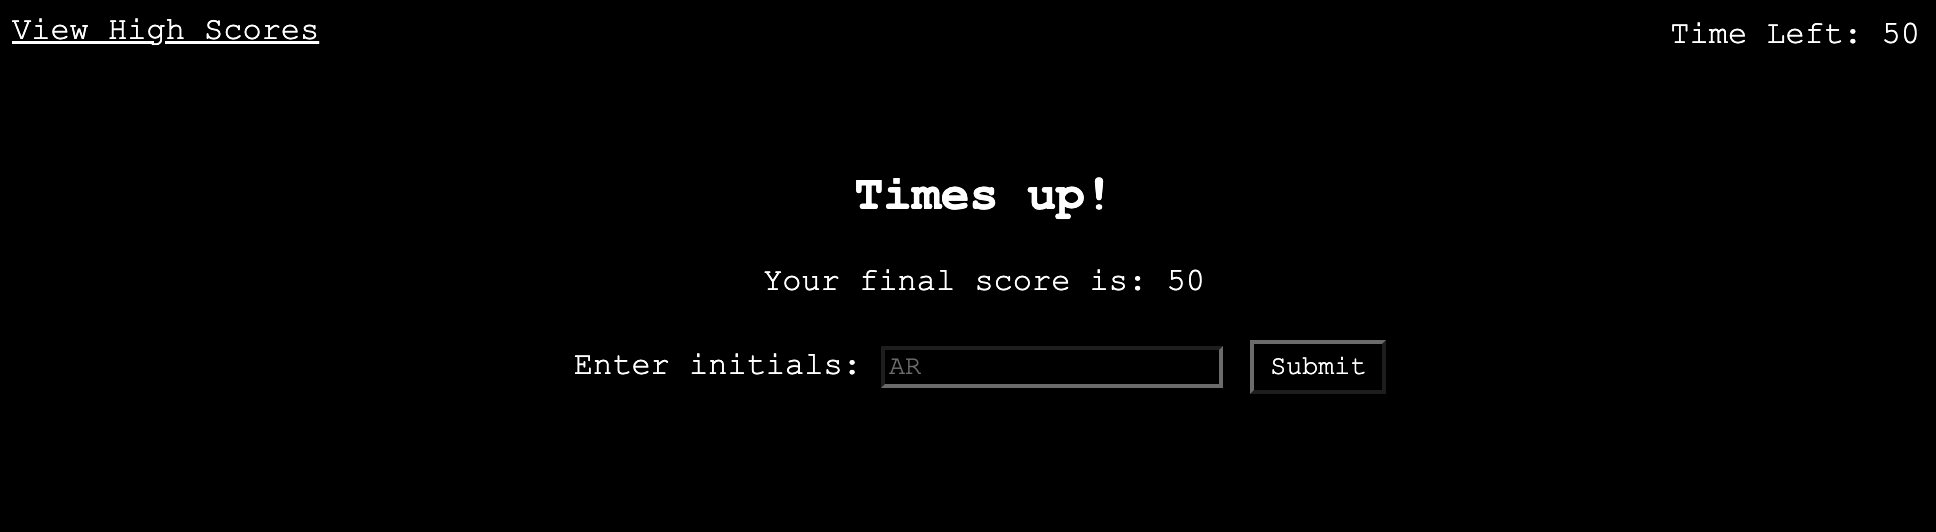 View High Scores
Time Left: 50
Times up!
Your final score is: 50
Enter initials: AR Submit